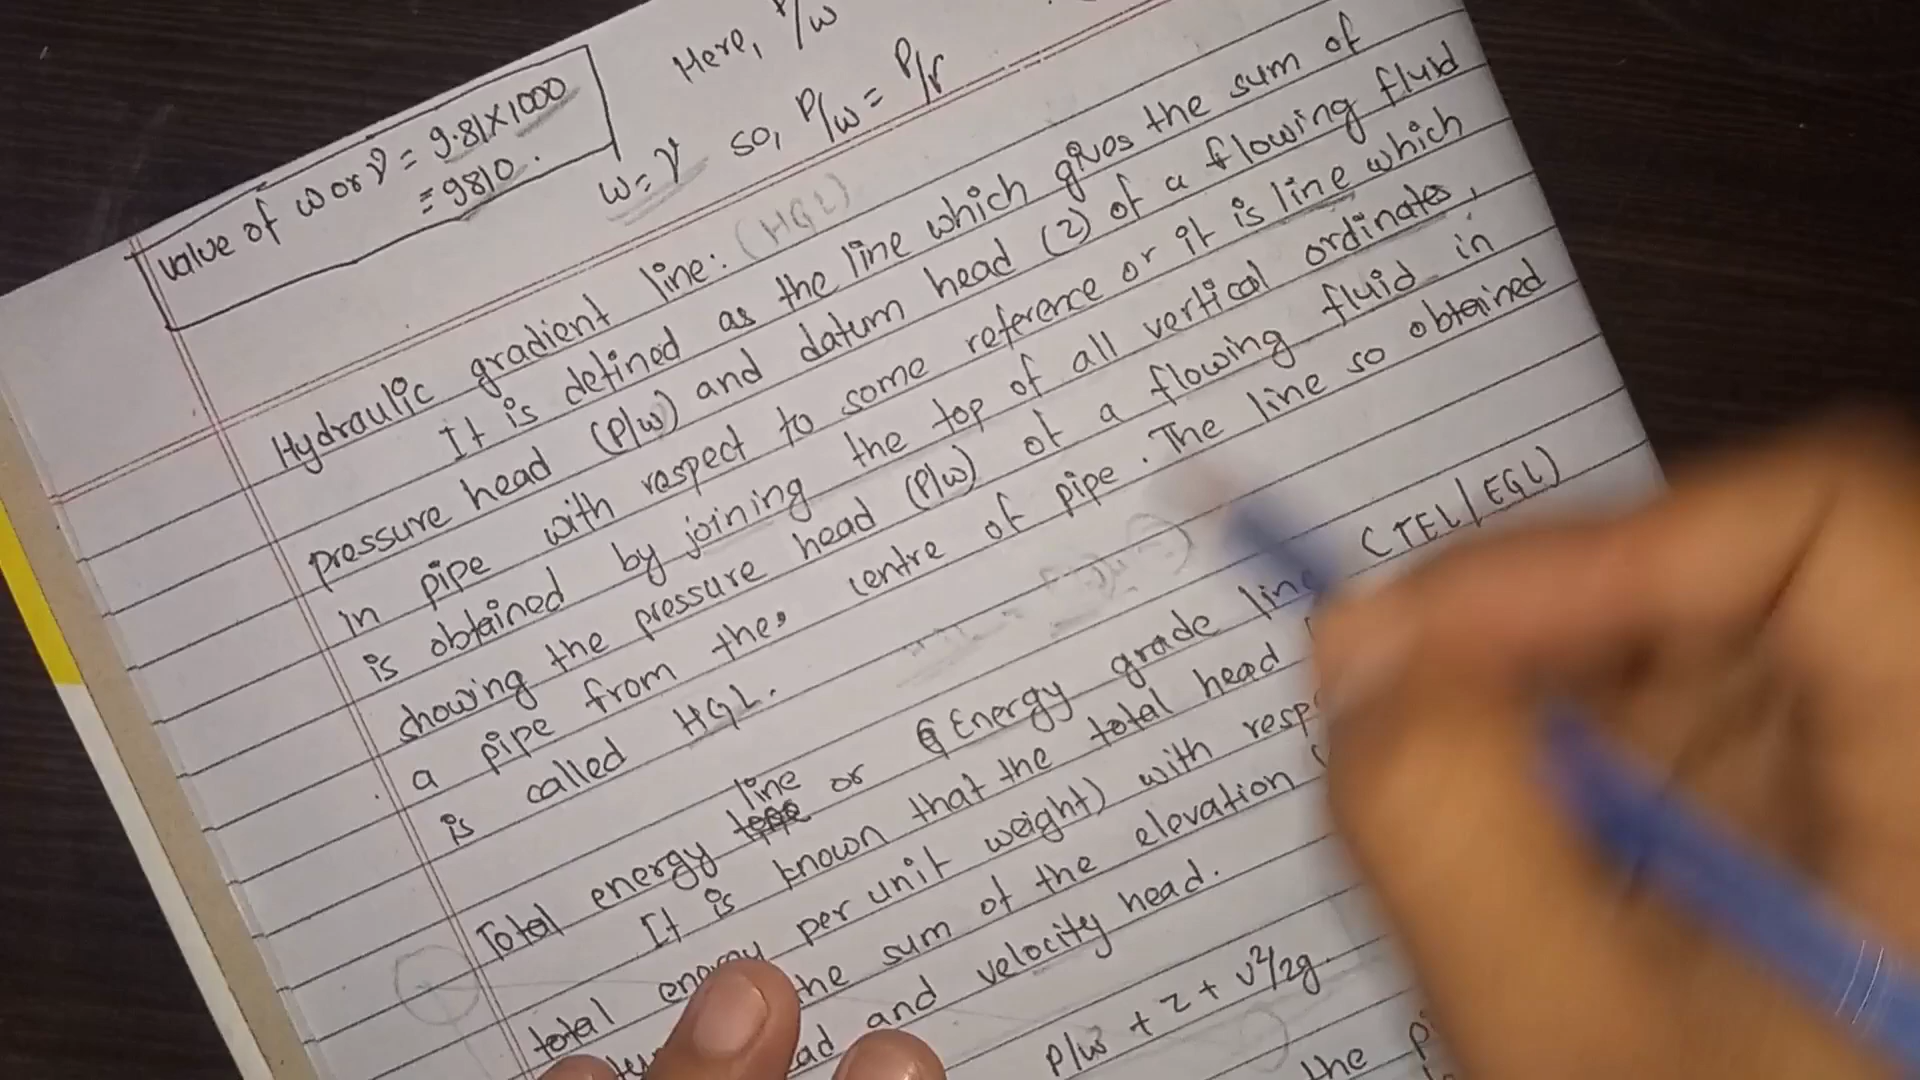 Here, P/w
value of w or γ = 9.81×1000
= 9810.
w = γ so, P/w = P/r
Hydraulic gradient line: (HGL)
It is defined as the line which gives the sum of
pressure head (P/w) and datum head (z) of a flowing fluid
in pipe with respect to some reference or it is line which
is obtained by joining the top of all vertical ordinates,
showing the pressure head (P/w) of a flowing fluid in
a pipe from the centre of pipe. The line so obtained
is called HGL.
Total energy line or Energy grade line (TEL/EGL)
It is known that the total head
total energy per unit weight) with resp
the sum of the elevation
ad and velocity head.
P/w + z + v²/2g
the